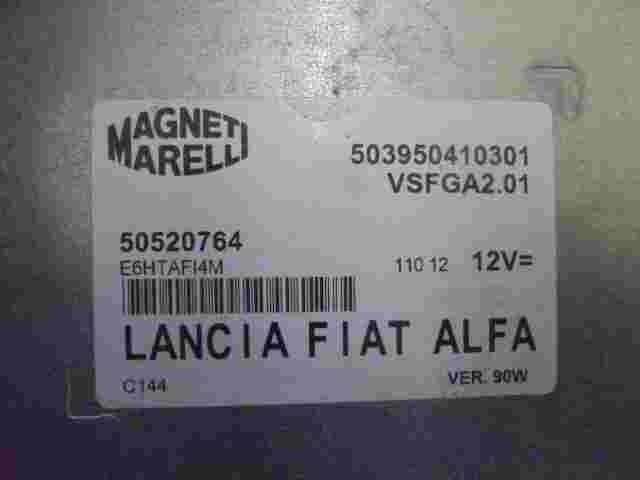 MAGNETI
MARELLI
503950410301
VSFGA2.01
50520764
E6HTAFI4M
110 12 12V=
LANCIA FIAT ALFA
C144
VER. 90W